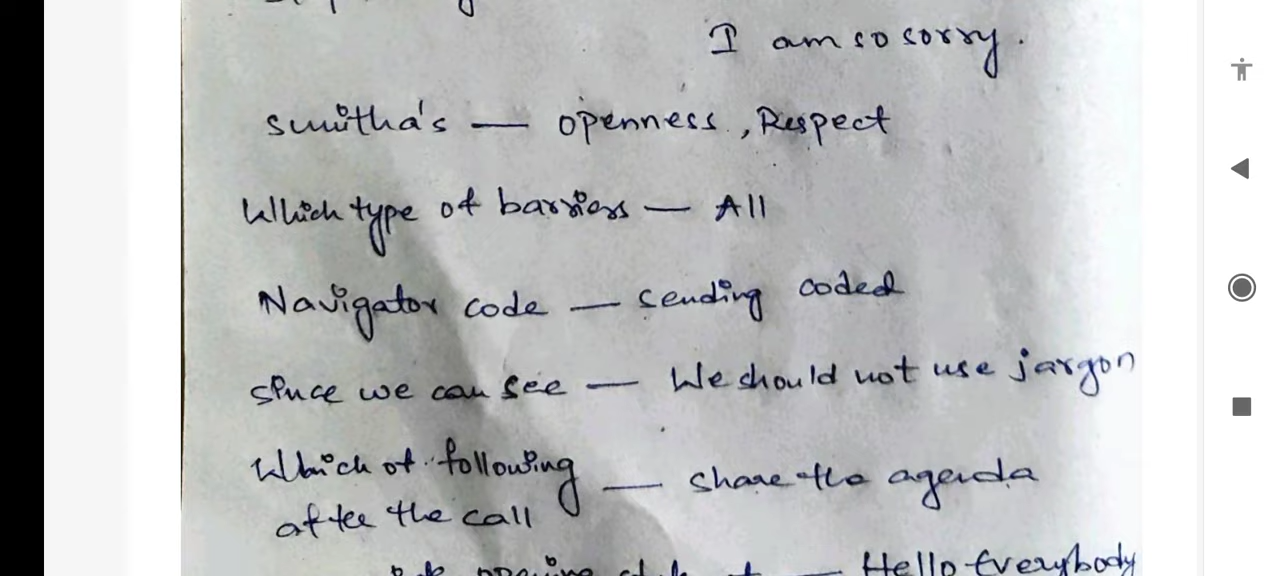 I am so sorry.
Smitha's — openness, Respect
Which type of barriers — All
Navigator code — sending coded
Since we can see — We should not use jargon
Which of following — share the agenda
after the call
— Hello Everybody